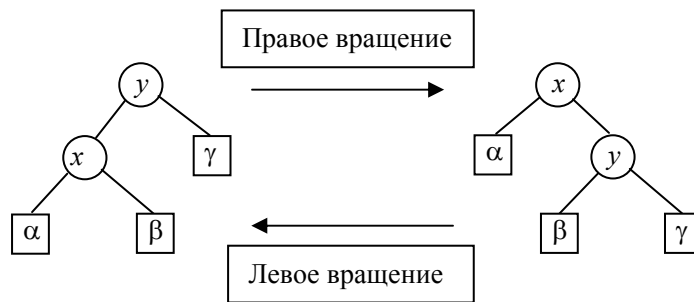 Правое вращение
y
x
x
γ
α
y
α
β
β
γ
Левое вращение